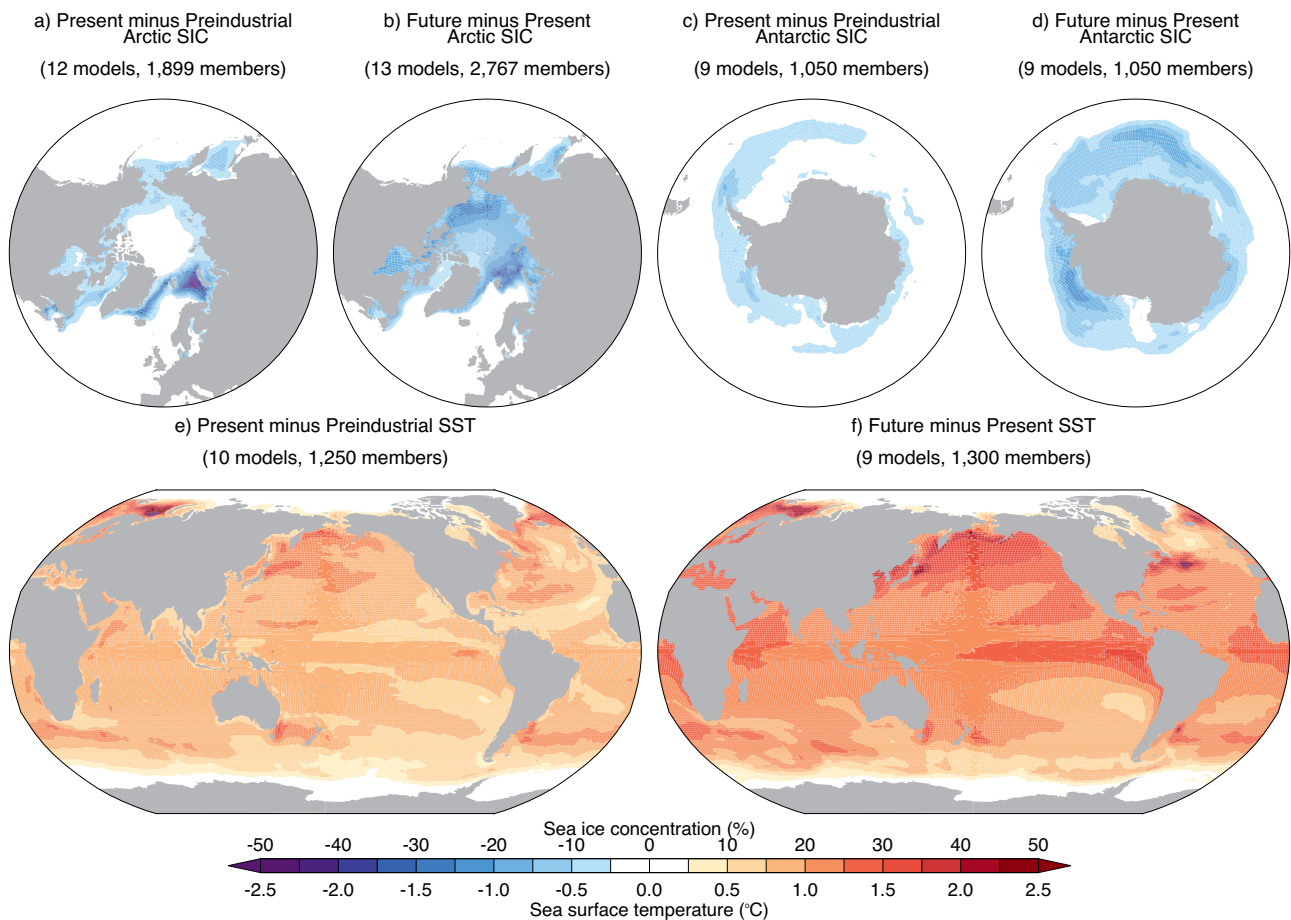 a) Present minus Preindustrial
Arctic SIC
(12 models, 1,899 members)
b) Future minus Present
Arctic SIC
(13 models, 2,767 members)
c) Present minus Preindustrial
Antarctic SIC
(9 models, 1,050 members)
d) Future minus Present
Antarctic SIC
(9 models, 1,050 members)
e) Present minus Preindustrial SST
(10 models, 1,250 members)
f) Future minus Present SST
(9 models, 1,300 members)
Sea ice concentration (%)
-50 -40 -30 -20 -10 0 10 20 30 40 50
-2.5 -2.0 -1.5 -1.0 -0.5 0.0 0.5 1.0 1.5 2.0 2.5
Sea surface temperature (°C)